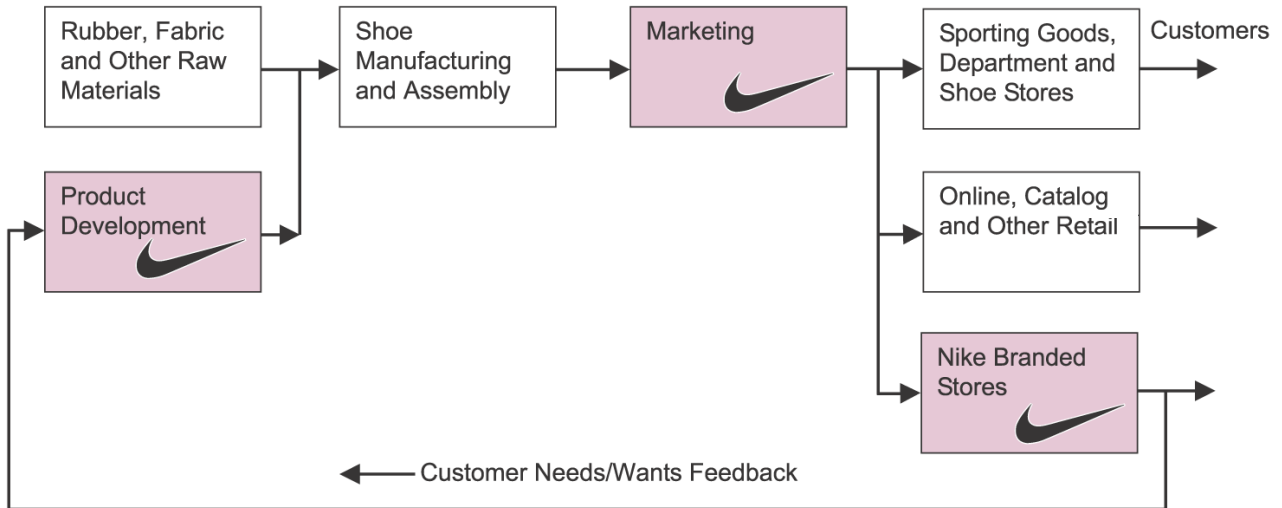 Rubber, Fabric
and Other Raw
Materials
Shoe
Manufacturing
and Assembly
Marketing
Sporting Goods,
Department and
Shoe Stores
Customers
Product
Development
Online, Catalog
and Other Retail
Nike Branded
Stores
Customer Needs/Wants Feedback